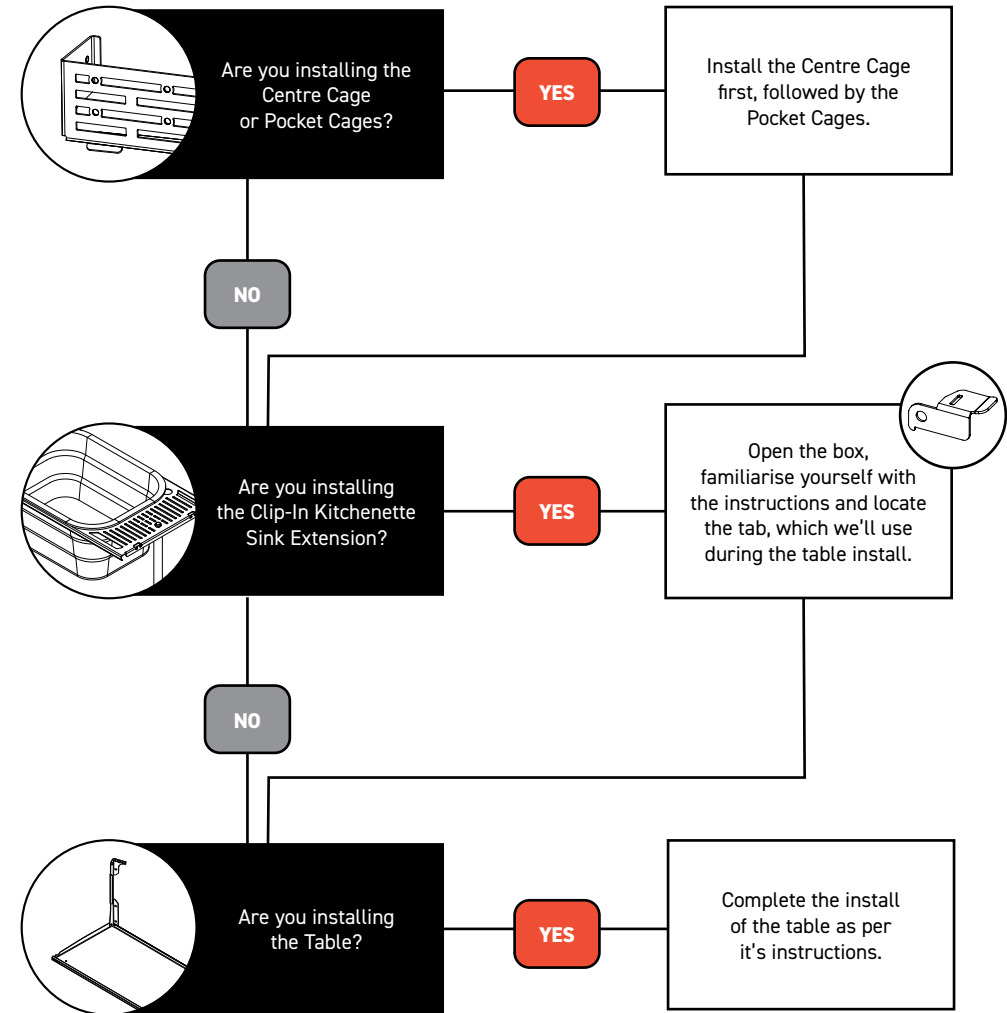 Are you installing the
Centre Cage
or Pocket Cages?
YES
Install the Centre Cage
first, followed by the
Pocket Cages.
NO
Are you installing
the Clip-In Kitchenette
Sink Extension?
YES
Open the box,
familiarise yourself with
the instructions and locate
the tab, which we'll use
during the table install.
NO
Are you installing
the Table?
YES
Complete the install
of the table as per
it's instructions.